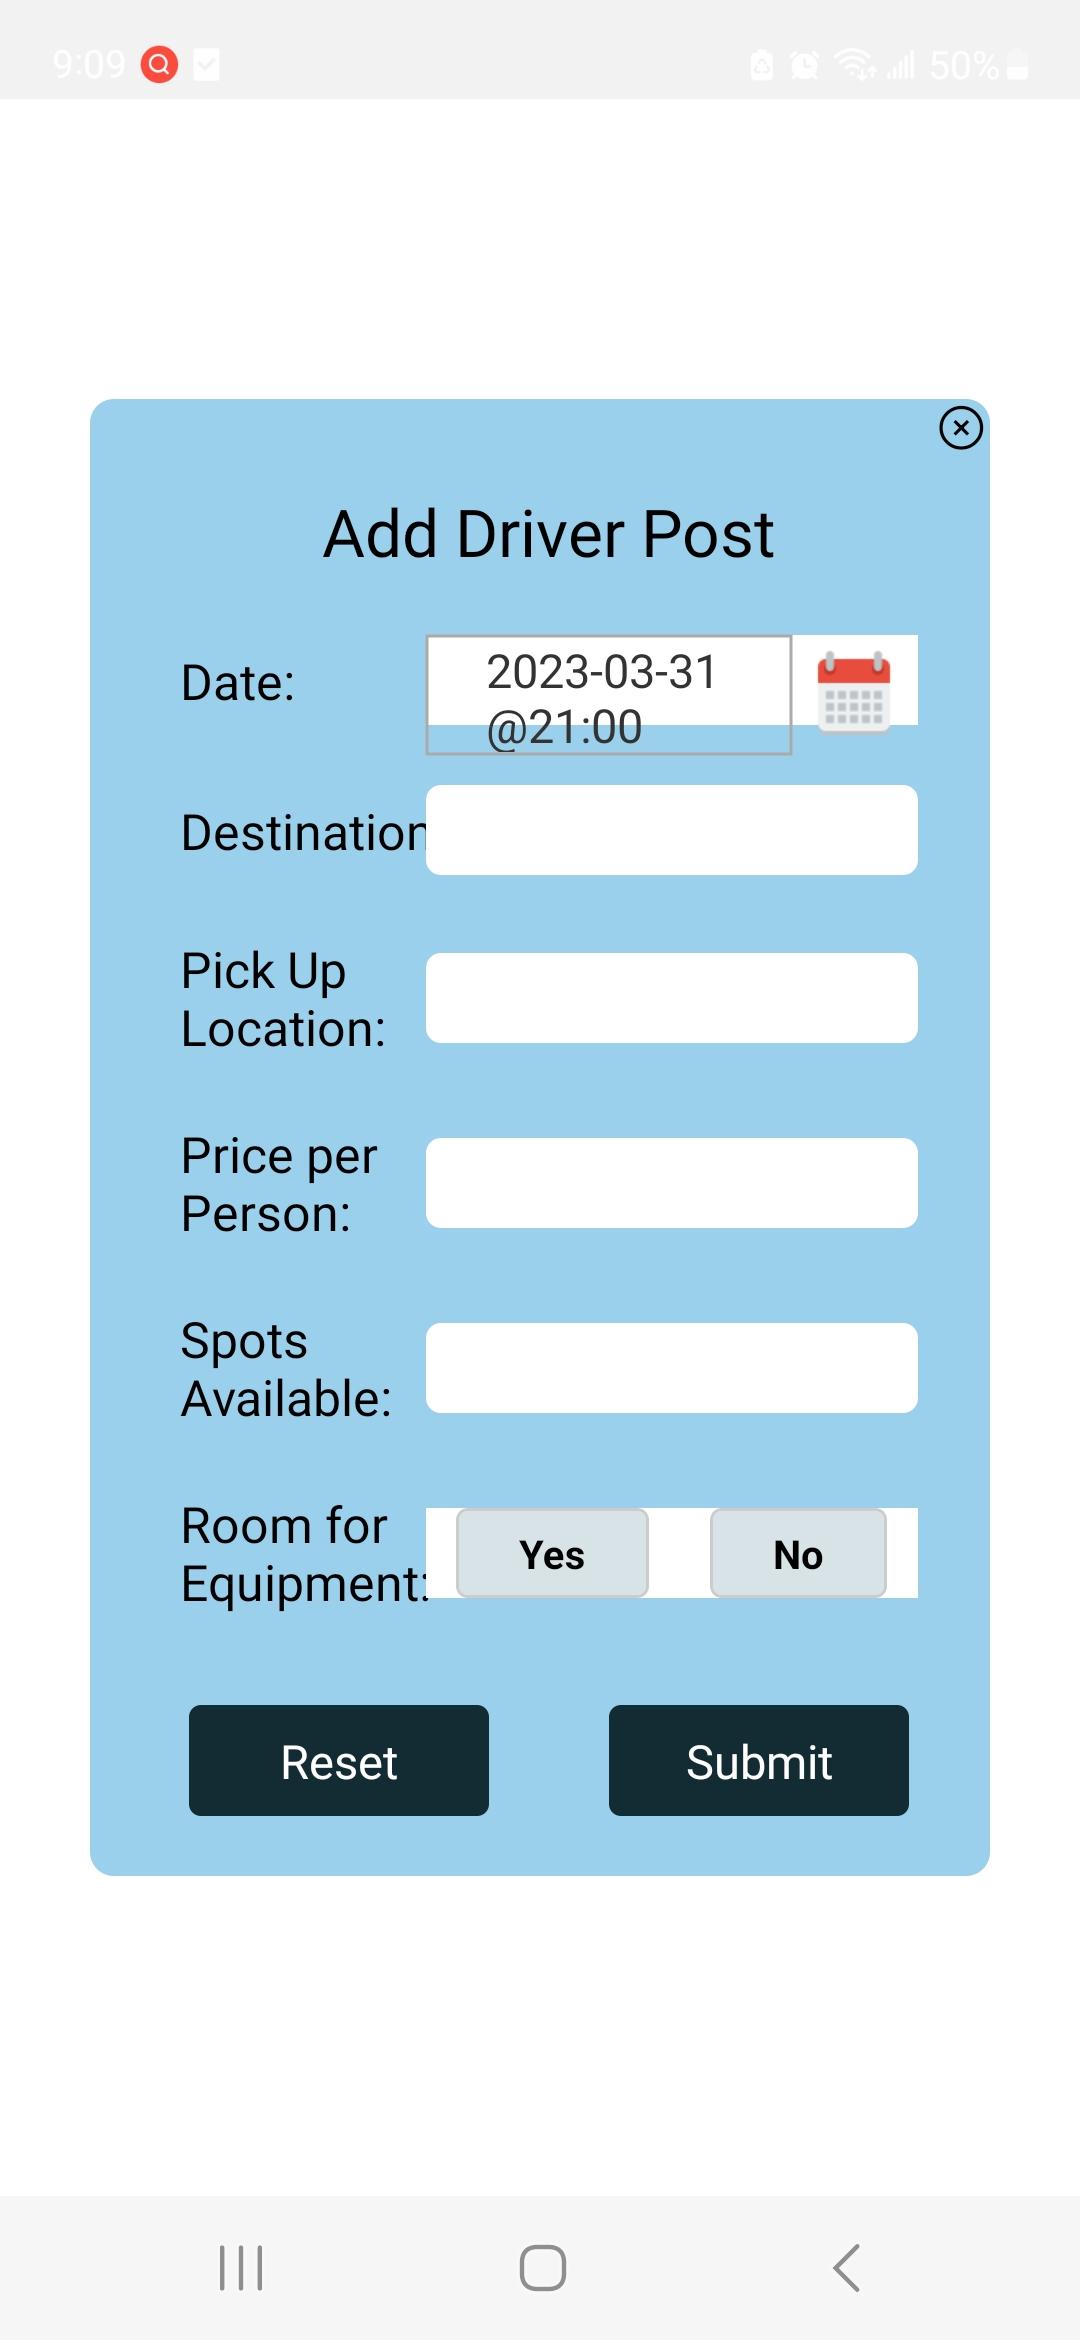 9:09
50%
Add Driver Post
Date:
2023-03-31
@21:00
Destination
Pick Up
Location:
Price per
Person:
Spots
Available:
Room for
Equipment:
Yes
No
Reset
Submit